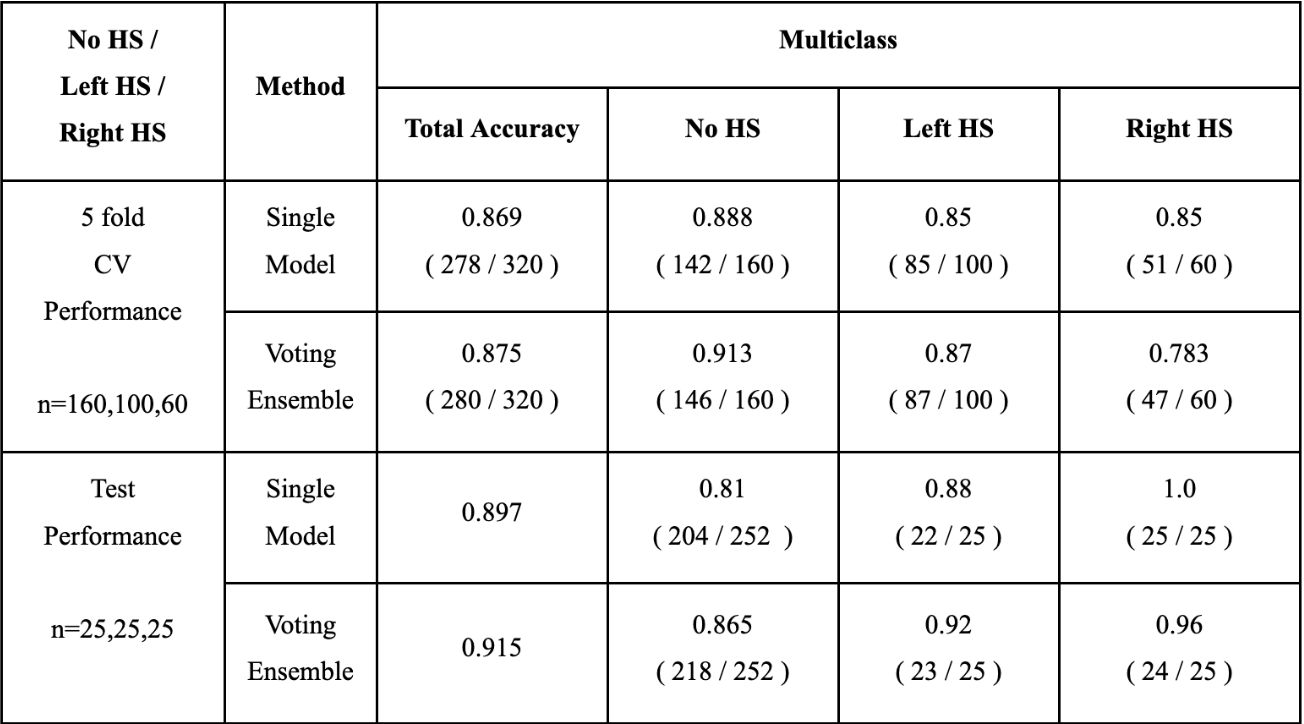 No HS /
Left HS /
Right HS
Method
Multiclass
Total Accuracy
No HS
Left HS
Right HS
5 fold
CV
Performance
n=160,100,60
Single
Model
0.869
( 278 / 320 )
0.888
( 142 / 160 )
0.85
( 85 / 100 )
0.85
( 51 / 60 )
Voting
Ensemble
0.875
( 280 / 320 )
0.913
( 146 / 160 )
0.87
( 87 / 100 )
0.783
( 47 / 60 )
Test
Performance
n=25,25,25
Single
Model
0.897
0.81
( 204 / 252 )
0.88
( 22 / 25 )
1.0
( 25 / 25 )
Voting
Ensemble
0.915
0.865
( 218 / 252 )
0.92
( 23 / 25 )
0.96
( 24 / 25 )